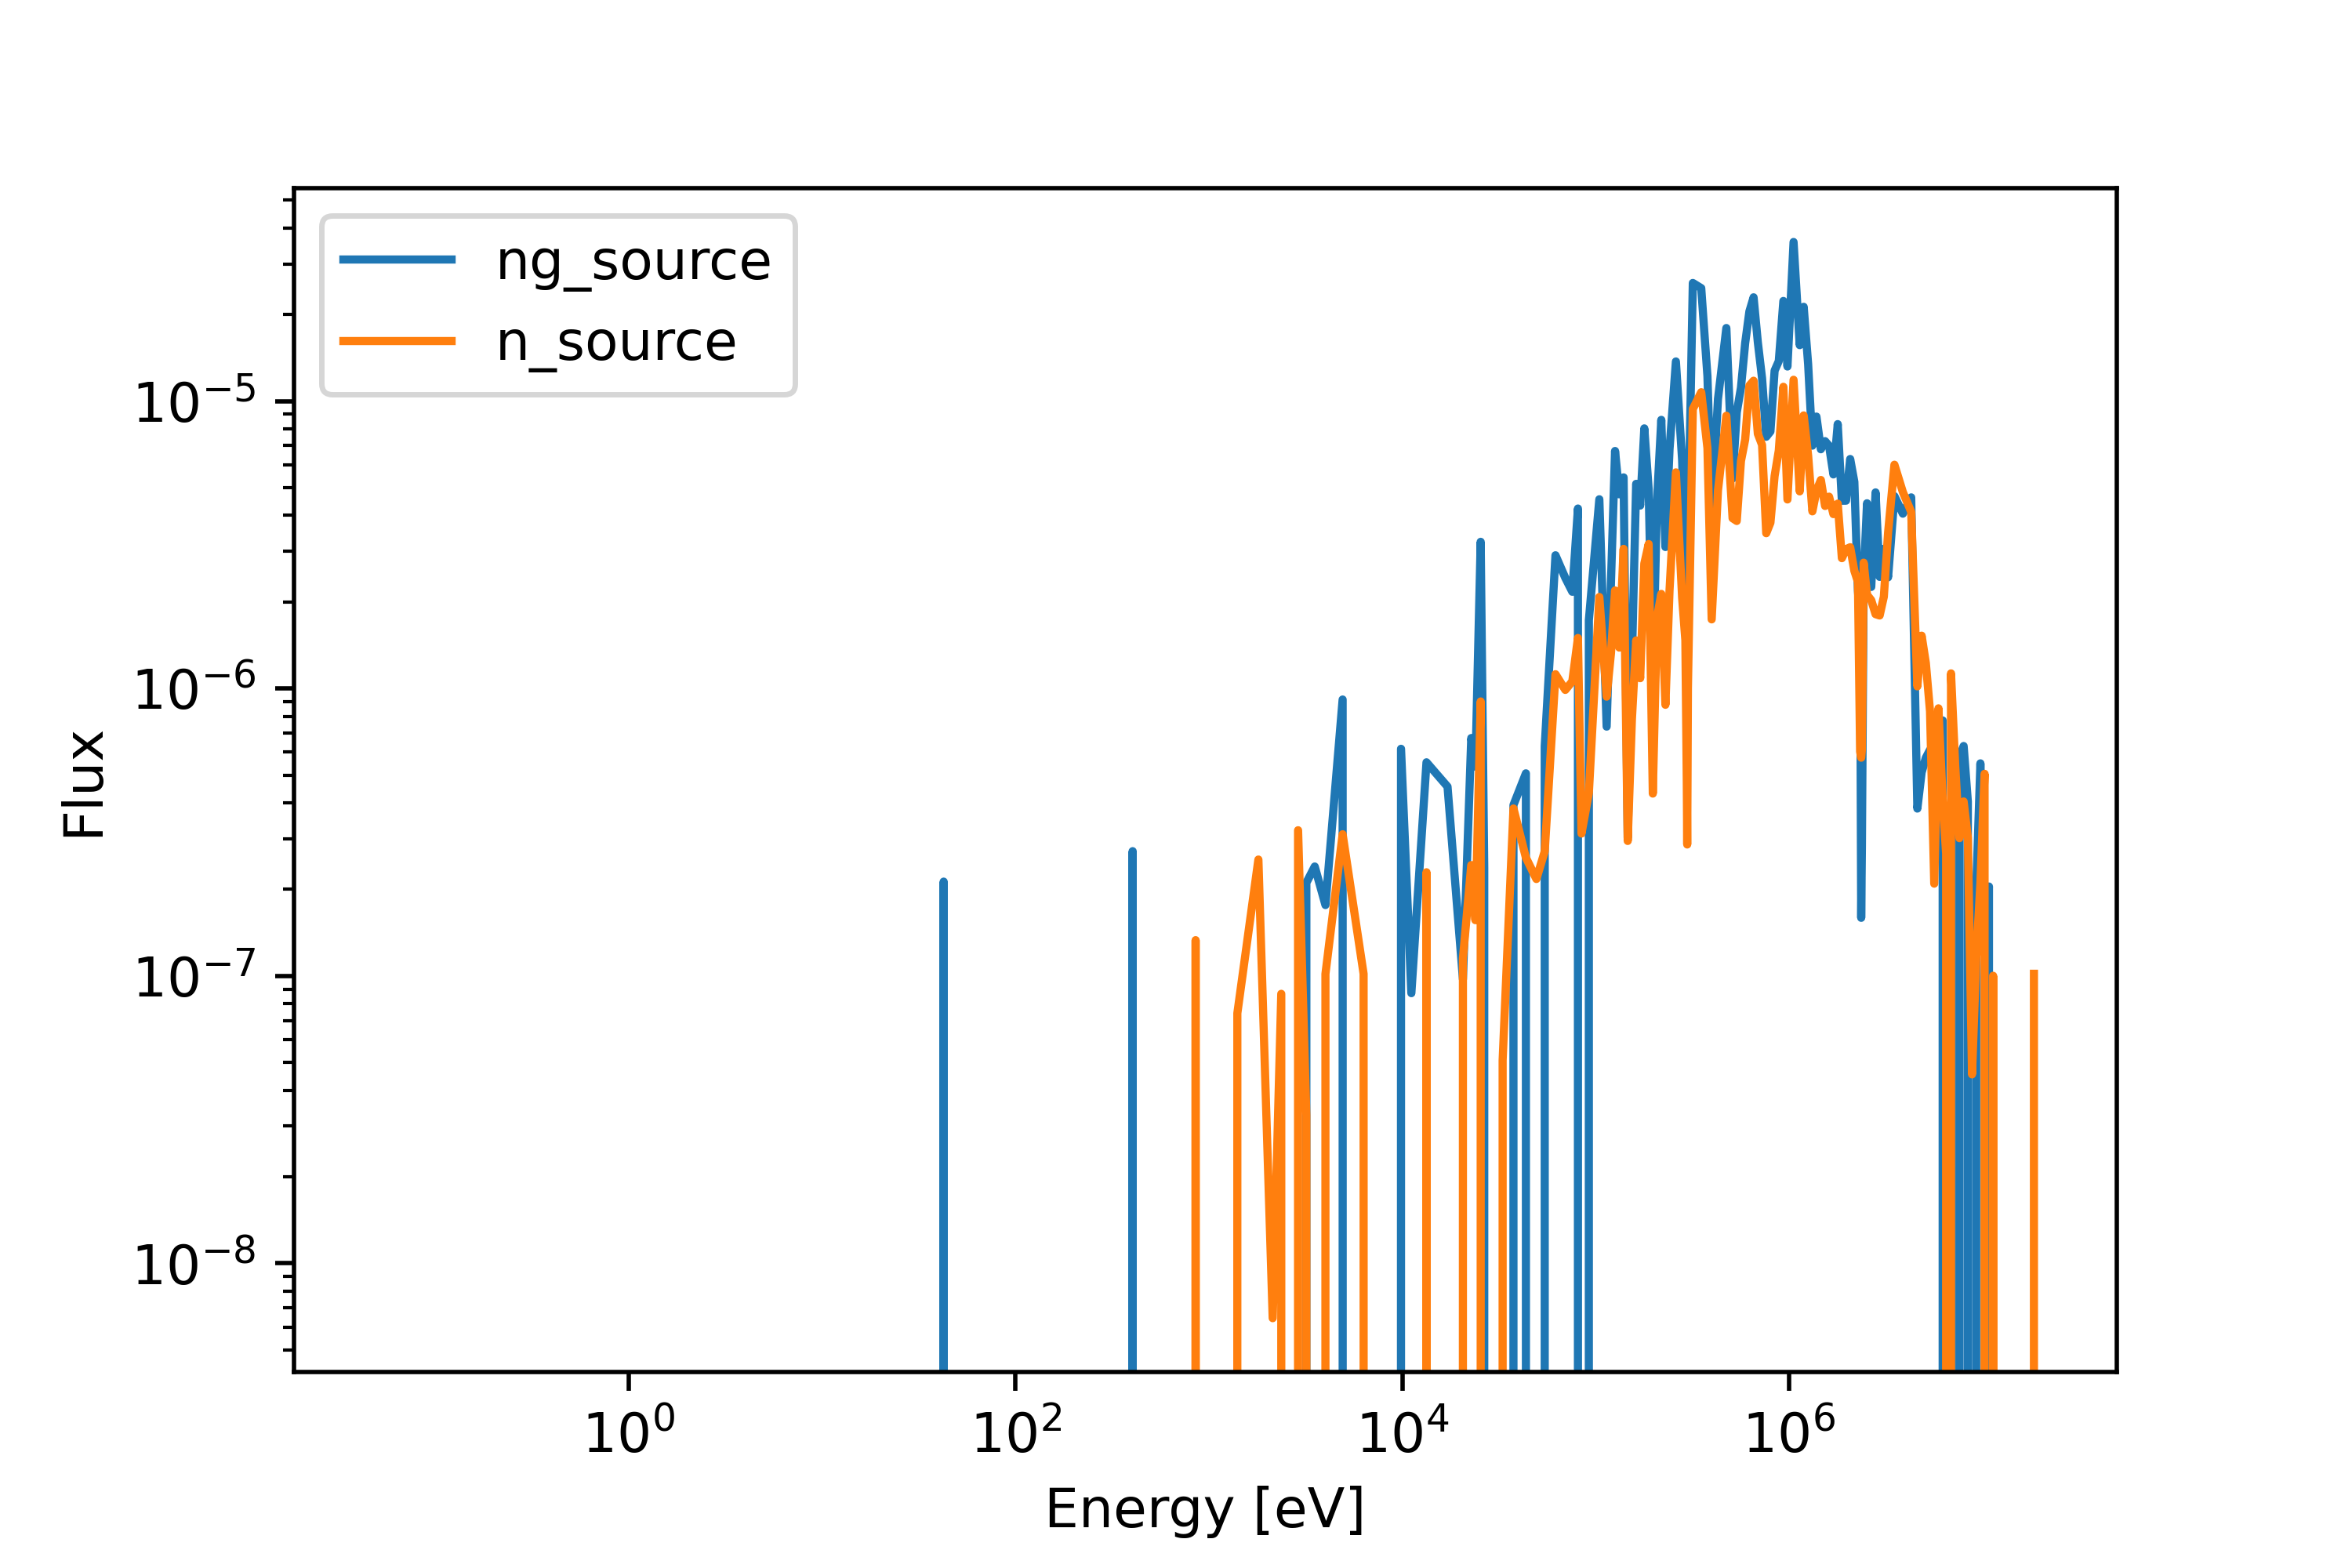 ng_source
n_source
10⁻⁵
10⁻⁶
10⁻⁷
10⁻⁸
Flux
10⁰ 10² 10⁴ 10⁶
Energy [eV]